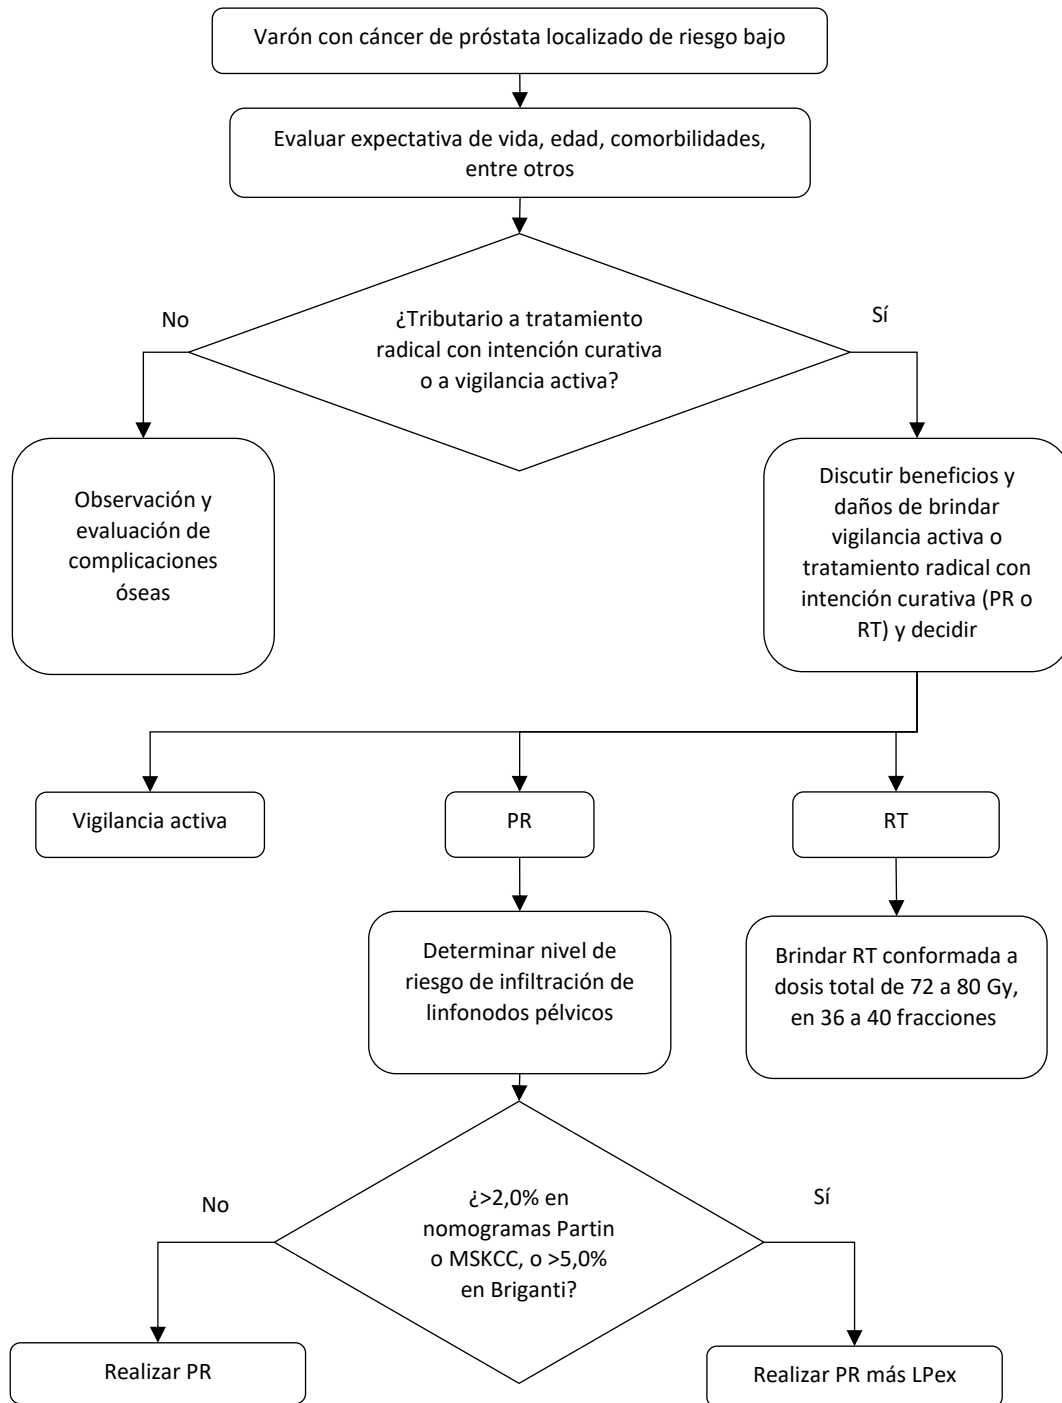 Varón con cáncer de próstata localizado de riesgo bajo
Evaluar expectativa de vida, edad, comorbilidades,
entre otros
No
Sí
¿Tributario a tratamiento
radical con intención curativa
o a vigilancia activa?
Observación y
evaluación de
complicaciones
óseas
Discutir beneficios y
daños de brindar
vigilancia activa o
tratamiento radical con
intención curativa (PR o
RT) y decidir
Vigilancia activa
PR
RT
Determinar nivel de
riesgo de infiltración de
linfonodos pélvicos
Brindar RT conformada a
dosis total de 72 a 80 Gy,
en 36 a 40 fracciones
No
Sí
¿>2,0% en
nomogramas Partin
o MSKCC, o >5,0%
en Briganti?
Realizar PR
Realizar PR más LPex